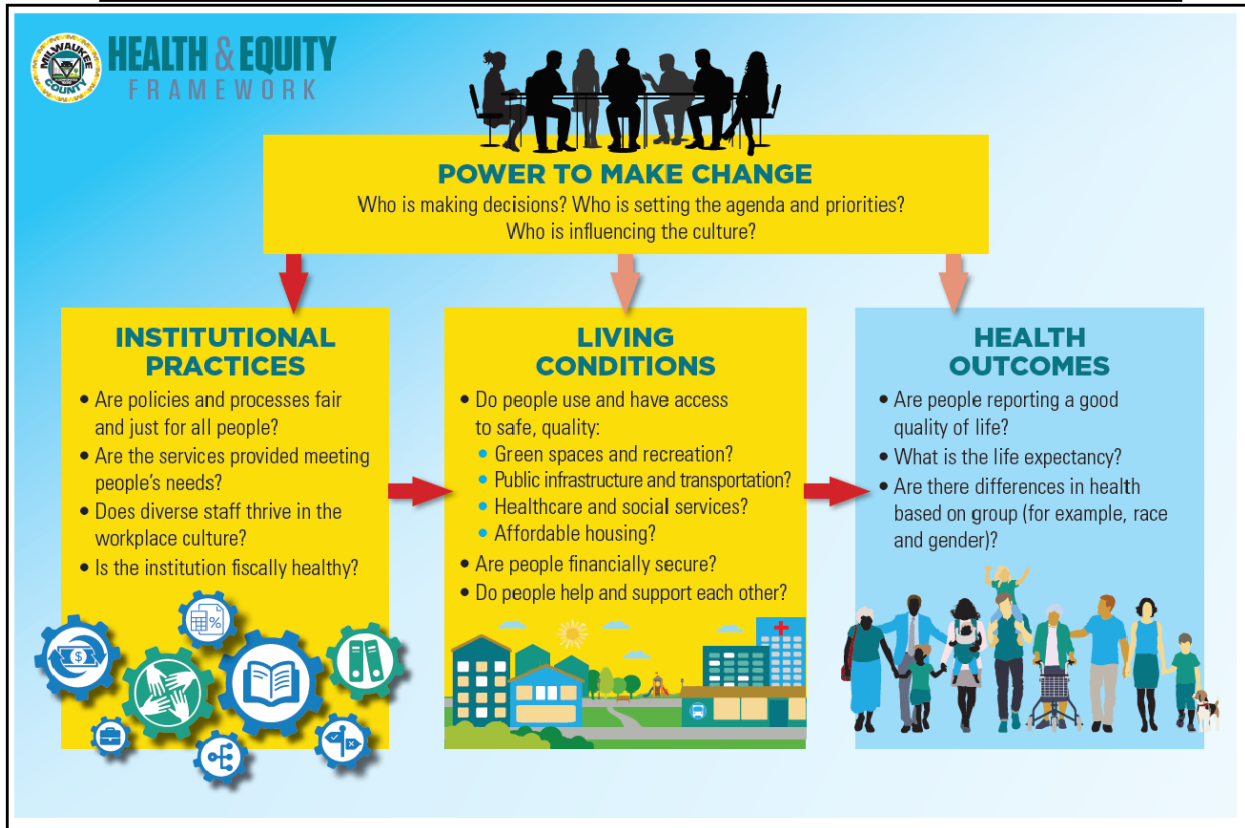 MILWAUKEE
COUNTY
HEALTH & EQUITY
FRAMEWORK
POWER TO MAKE CHANGE
Who is making decisions? Who is setting the agenda and priorities?
Who is influencing the culture?
INSTITUTIONAL
PRACTICES
• Are policies and processes fair
and just for all people?
• Are the services provided meeting
people's needs?
• Does diverse staff thrive in the
workplace culture?
• Is the institution fiscally healthy?
$
%
LIVING
CONDITIONS
• Do people use and have access
to safe, quality:
• Green spaces and recreation?
• Public infrastructure and transportation?
• Healthcare and social services?
• Affordable housing?
• Are people financially secure?
• Do people help and support each other?
HEALTH
OUTCOMES
• Are people reporting a good
quality of life?
• What is the life expectancy?
• Are there differences in health
based on group (for example, race
and gender)?